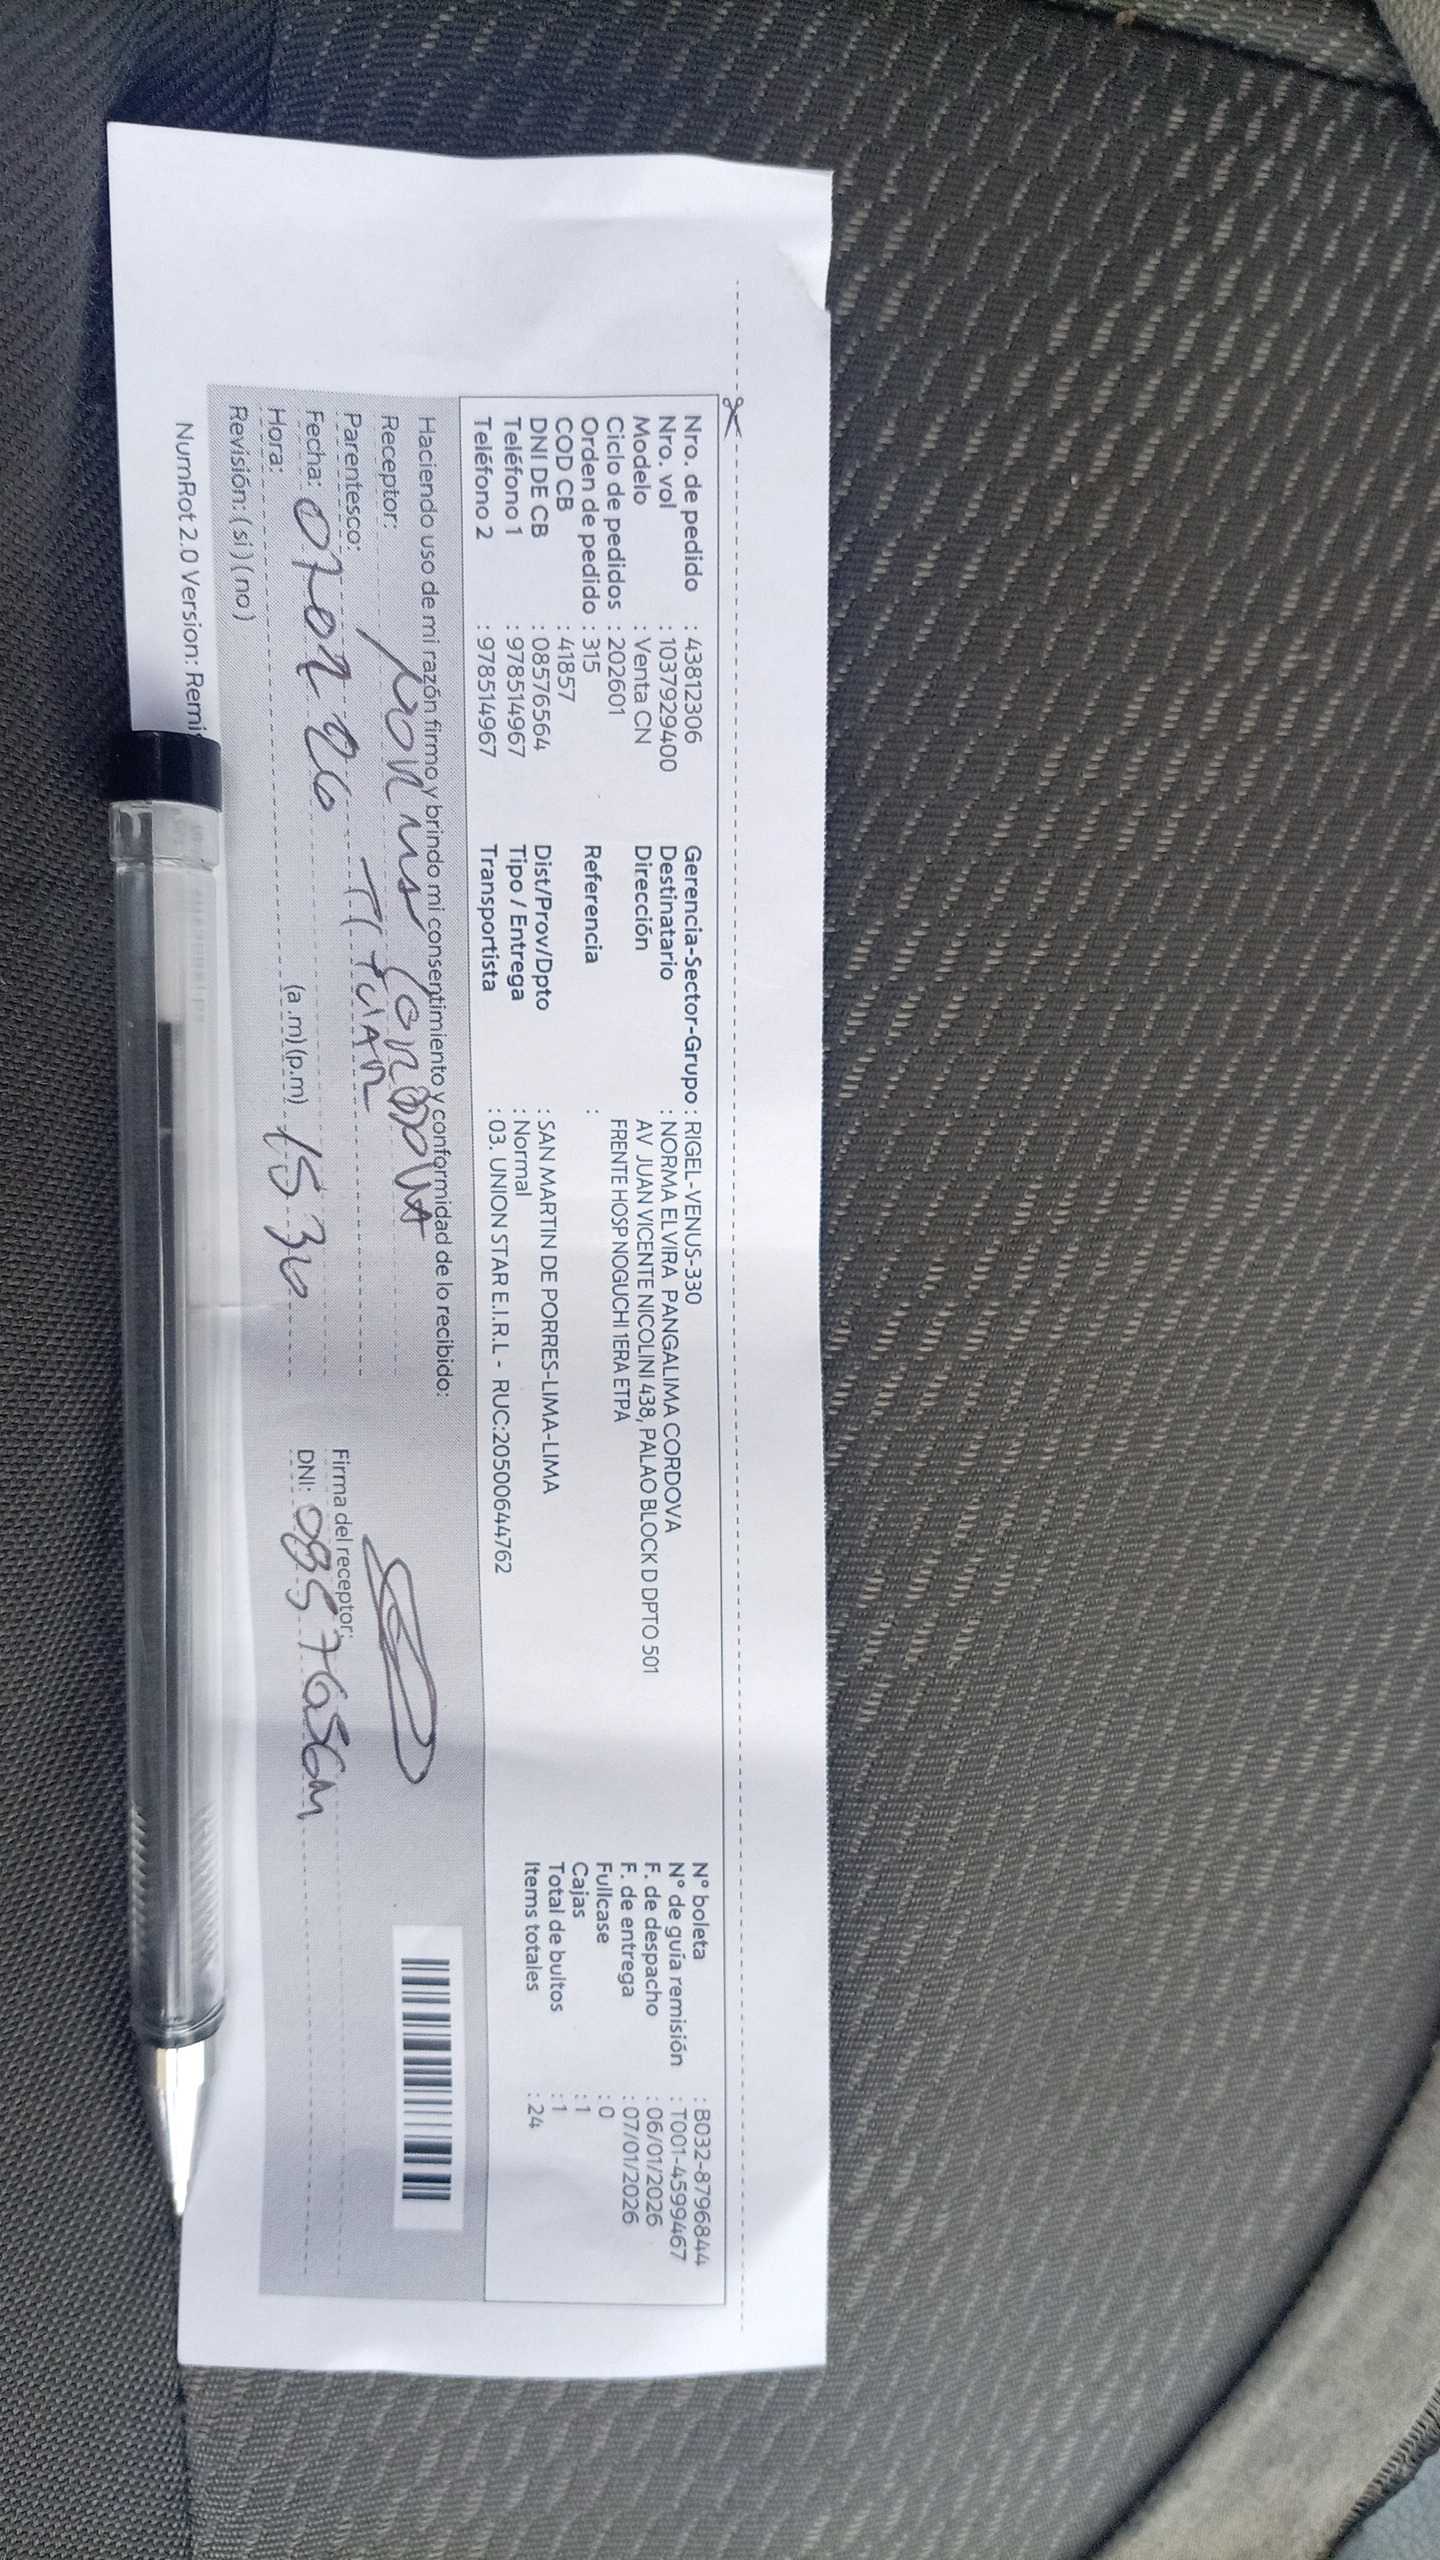 Nro. de pedido : 43812306
Nro. vol : 1037929400
Modelo : Venta CN
Ciclo de pedidos : 202601
Orden de pedido : 315
COD CB : 41857
DNI DE CB : 08576564
Teléfono 1 : 978514967
Teléfono 2 : 978514967
Gerencia-Sector-Grupo : RIGEL-VENUS-330
Destinatario : NORMA ELVIRA PANGALIMA CORDOVA
Dirección AV JUAN VICENTE NICOLINI 438, PALAO BLOCK D DPTO 501
FRENTE HOSP NOGUCHI 1ERA ETPA
Referencia :
Dist/Prov/Dpto : SAN MARTIN DE PORRES-LIMA-LIMA
Tipo / Entrega : Normal
Transportista : 03. UNION STAR E.I.R.L - RUC:20500644762
N° boleta : B032-8796844
N° de guía remisión : T001-4599467
F. de despacho : 06/01/2026
F. de entrega : 07/01/2026
Fullcase : 0
Cajas : 1
Total de bultos : 1
Items totales : 24
Haciendo uso de mi razón firmo y brindo mi consentimiento y conformidad de lo recibido:
Receptor: CORDOVA
Parentesco: TITUAR
Fecha: 07 01 26
Hora: (a.m) (p.m) 15 30
Revisión: ( si ) ( no )
Firma del receptor:
DNI: 0857656
NumRot 2.0 Version: Remi